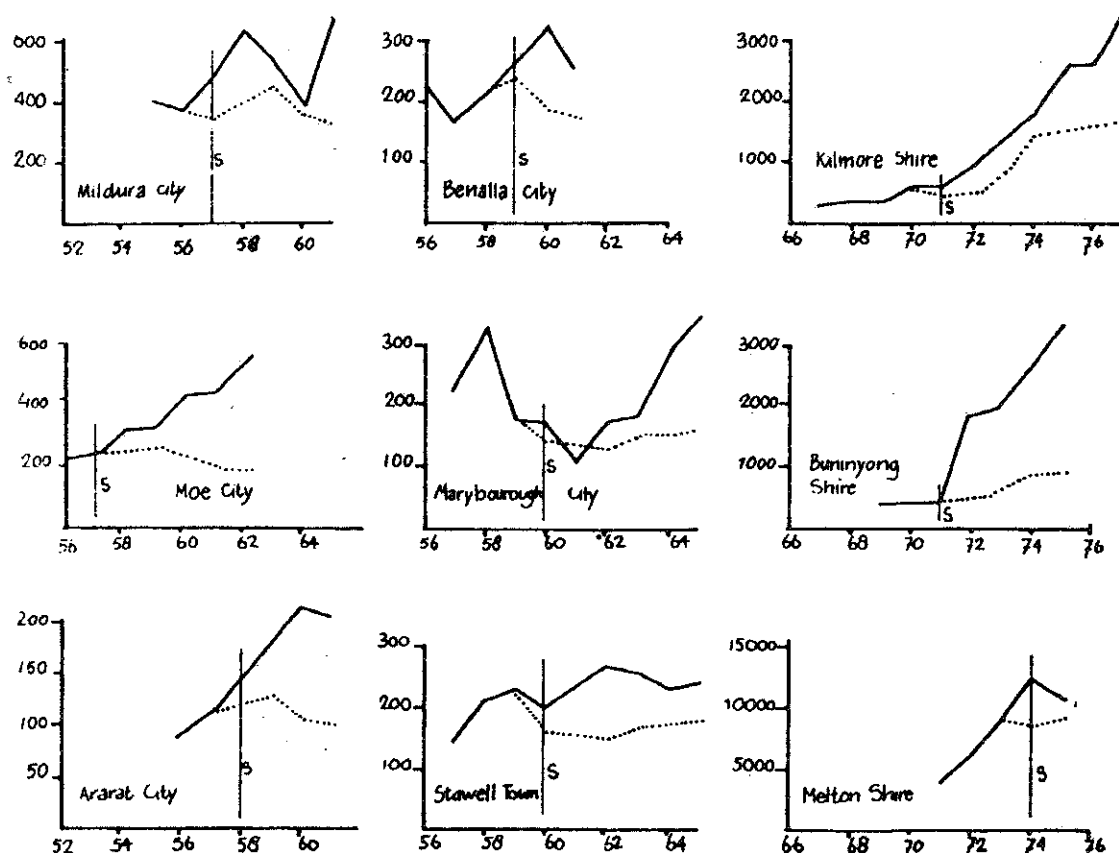 600
400
200
S
Mildura City
52 54 56 58 60
300
200
100
S
Benalla City
56 58 60 62 64
3000
2000
1000
Kilmore Shire
S
66 68 70 72 74 76
600
400
200
S
Moe City
56 58 60 62 64
300
200
100
S
Maryborough City
56 58 60 62 64
3000
2000
1000
Buninyong
Shire
S
66 68 70 72 74 76
200
150
100
50
S
Ararat City
52 54 56 58 60
300
200
100
S
Stawell Town
56 58 60 62 64
15000
10000
5000
S
Melton Shire
66 68 70 72 74 76